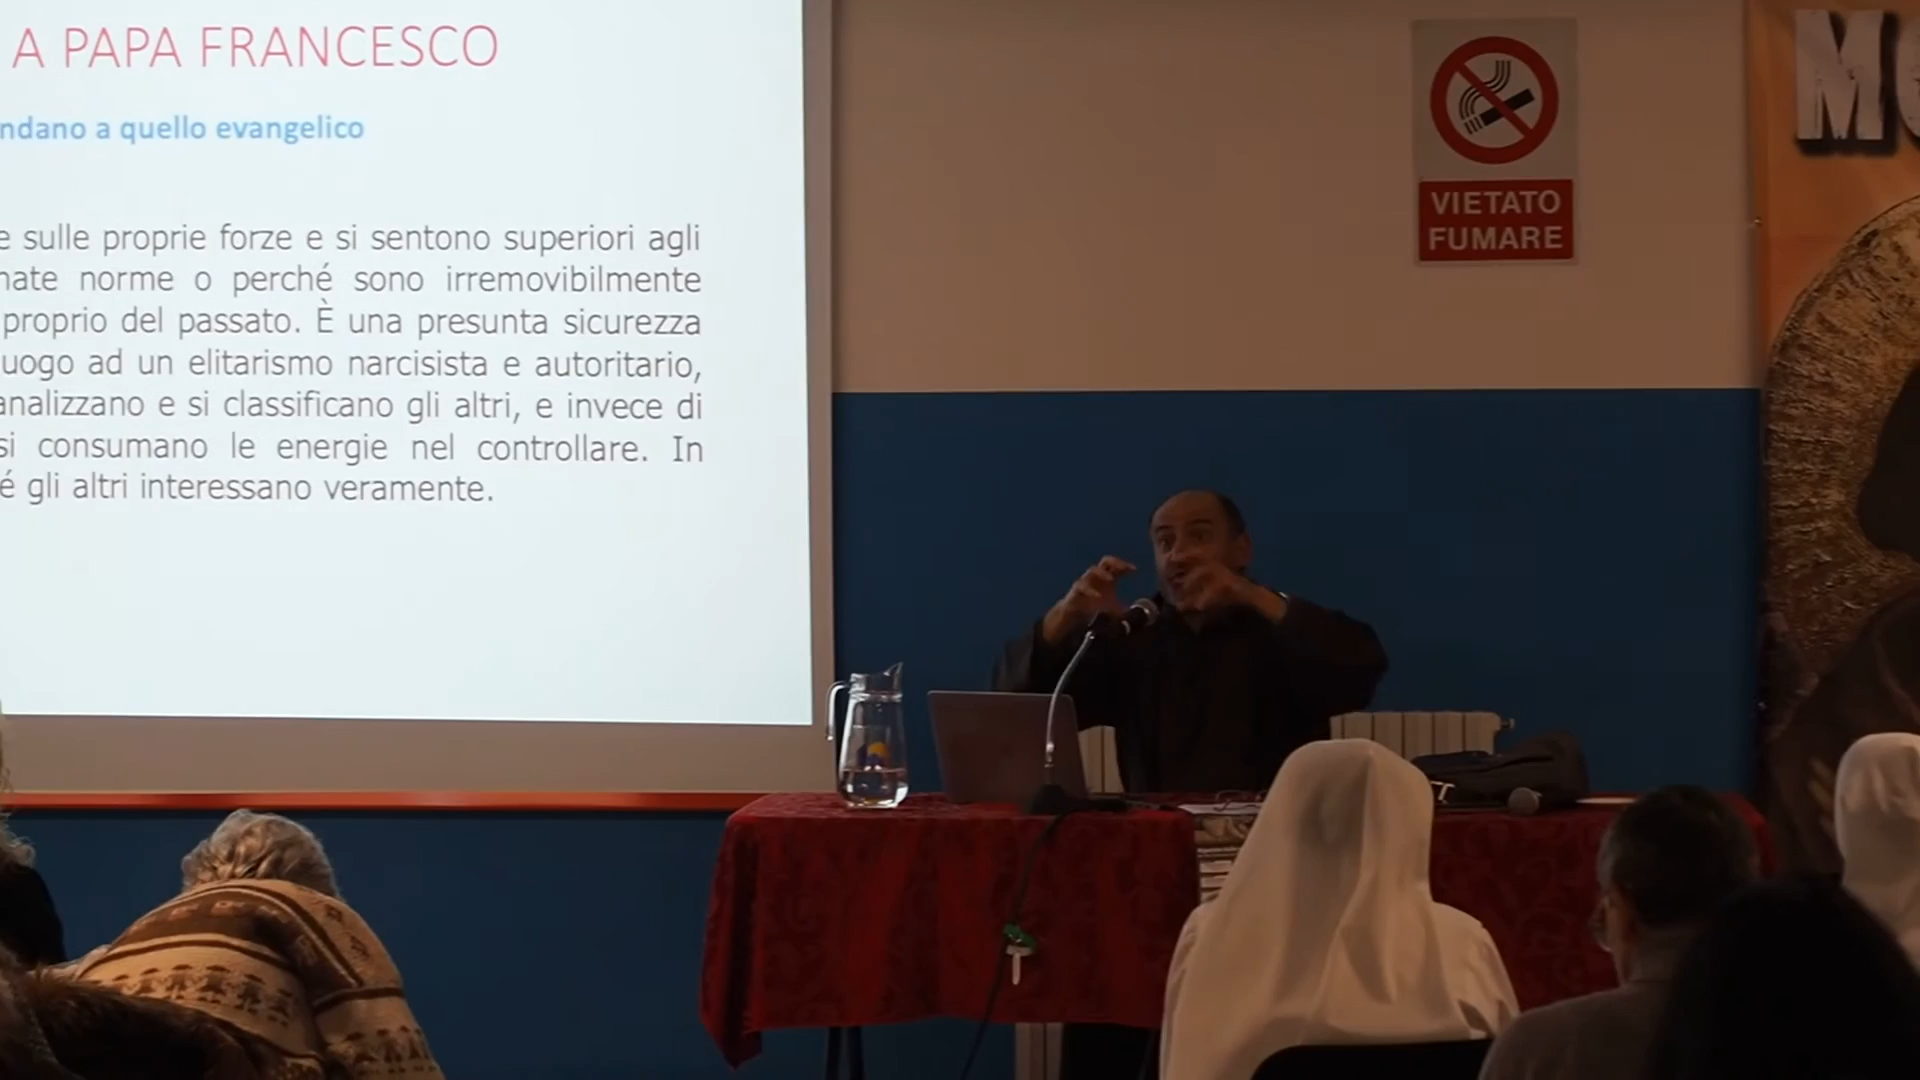 A PAPA FRANCESCO
ndano a quello evangelico
e sulle proprie forze e si sentono superiori agli
nate norme o perché sono irremovibilmente
proprio del passato. È una presunta sicurezza
uogo ad un elitarismo narcisista e autoritario,
analizzano e si classificano gli altri, e invece di
si consumano le energie nel controllare. In
é gli altri interessano veramente.
VIETATO
FUMARE